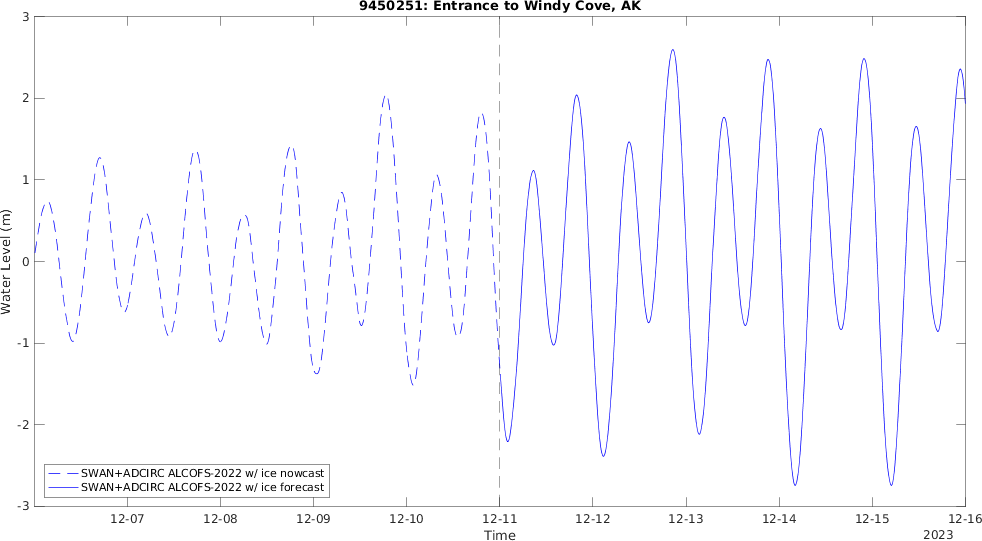 9450251: Entrance to Windy Cove, AK
3
2
1
0
-1
-2
-3
Water Level (m)
SWAN+ADCIRC ALCOFS-2022 w/ ice nowcast
SWAN+ADCIRC ALCOFS-2022 w/ ice forecast
12-07 12-08 12-09 12-10 12-11 12-12 12-13 12-14 12-15 12-16
Time
2023